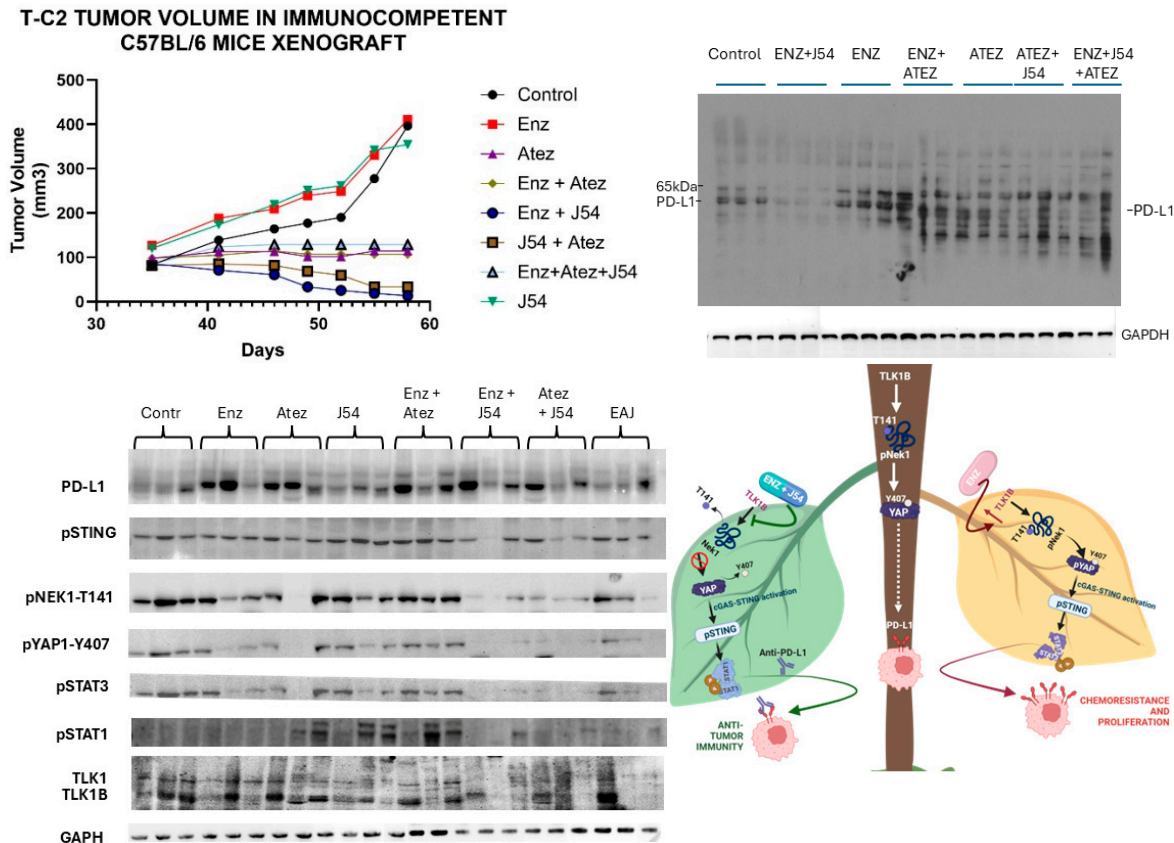 T-C2 TUMOR VOLUME IN IMMUNOCOMPETENT
C57BL/6 MICE XENOGRAFT
Tumor Volume
(mm3)
500
400
300
200
100
0
30
40
50
60
Days
Control
Enz
Atez
Enz + Atez
Enz + J54
J54 + Atez
Enz+Atez+J54
J54
Control
ENZ+J54
ENZ
ENZ+
ATEZ
ATEZ
ATEZ+
J54
ENZ+J54
+ATEZ
65kDa-
PD-L1-
-PD-L1
GAPDH
Contr
Enz
Atez
J54
Enz +
Atez
Enz +
J54
Atez
+ J54
EAJ
PD-L1
pSTING
pNEK1-T141
pYAP1-Y407
pSTAT3
pSTAT1
TLK1
TLK1B
GAPH
TLK1B
T141
pNek1
Y407
YAP
PD-L1
ENZ + J54
T141
TLK1B
Nek1
YAP
Y407
cGAS-STING activation
pSTING
STAT1
STAT1
Anti-PD-L1
ANTI-
TUMOR
IMMUNITY
ENZ
TLK1B
T141
pNek1
Y407
pYAP
cGAS-STING activation
pSTING
CHEMORESISTANCE
AND
PROLIFERATION